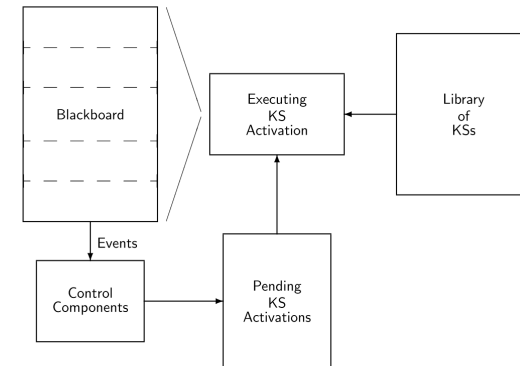 Blackboard
Executing
KS
Activation
Library
of
KSs
Events
Control
Components
Pending
KS
Activations